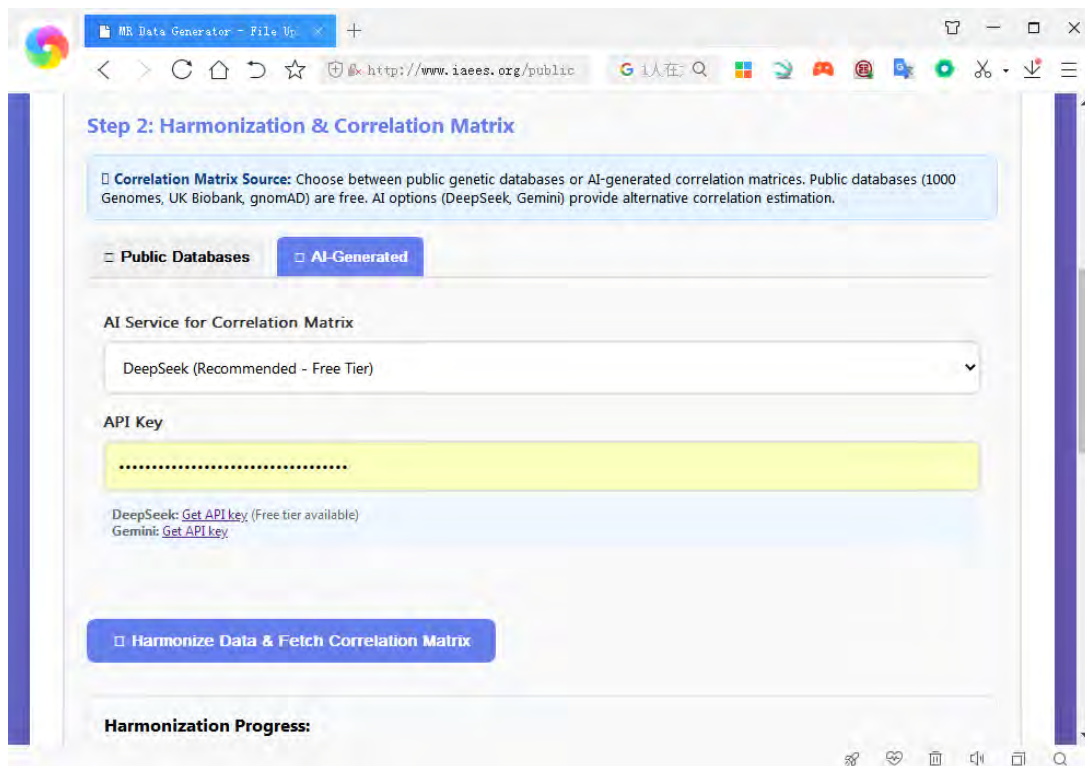 MR Data Generator - File Up
http://www.iaees.org/public
Step 2: Harmonization & Correlation Matrix
Correlation Matrix Source: Choose between public genetic databases or AI-generated correlation matrices. Public databases (1000
Genomes, UK Biobank, gnomAD) are free. AI options (DeepSeek, Gemini) provide alternative correlation estimation.
Public Databases
AI-Generated
AI Service for Correlation Matrix
DeepSeek (Recommended - Free Tier)
API Key
DeepSeek: Get API key (Free tier available)
Gemini: Get API key
Harmonize Data & Fetch Correlation Matrix
Harmonization Progress: